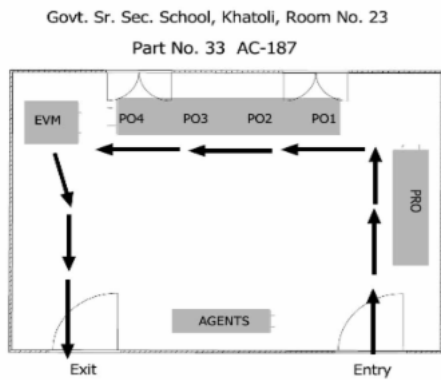 Govt. Sr. Sec. School, Khatoli, Room No. 23
Part No. 33 AC-187
EVM
PO4 PO3 PO2 PO1
PRO
AGENTS
Exit Entry